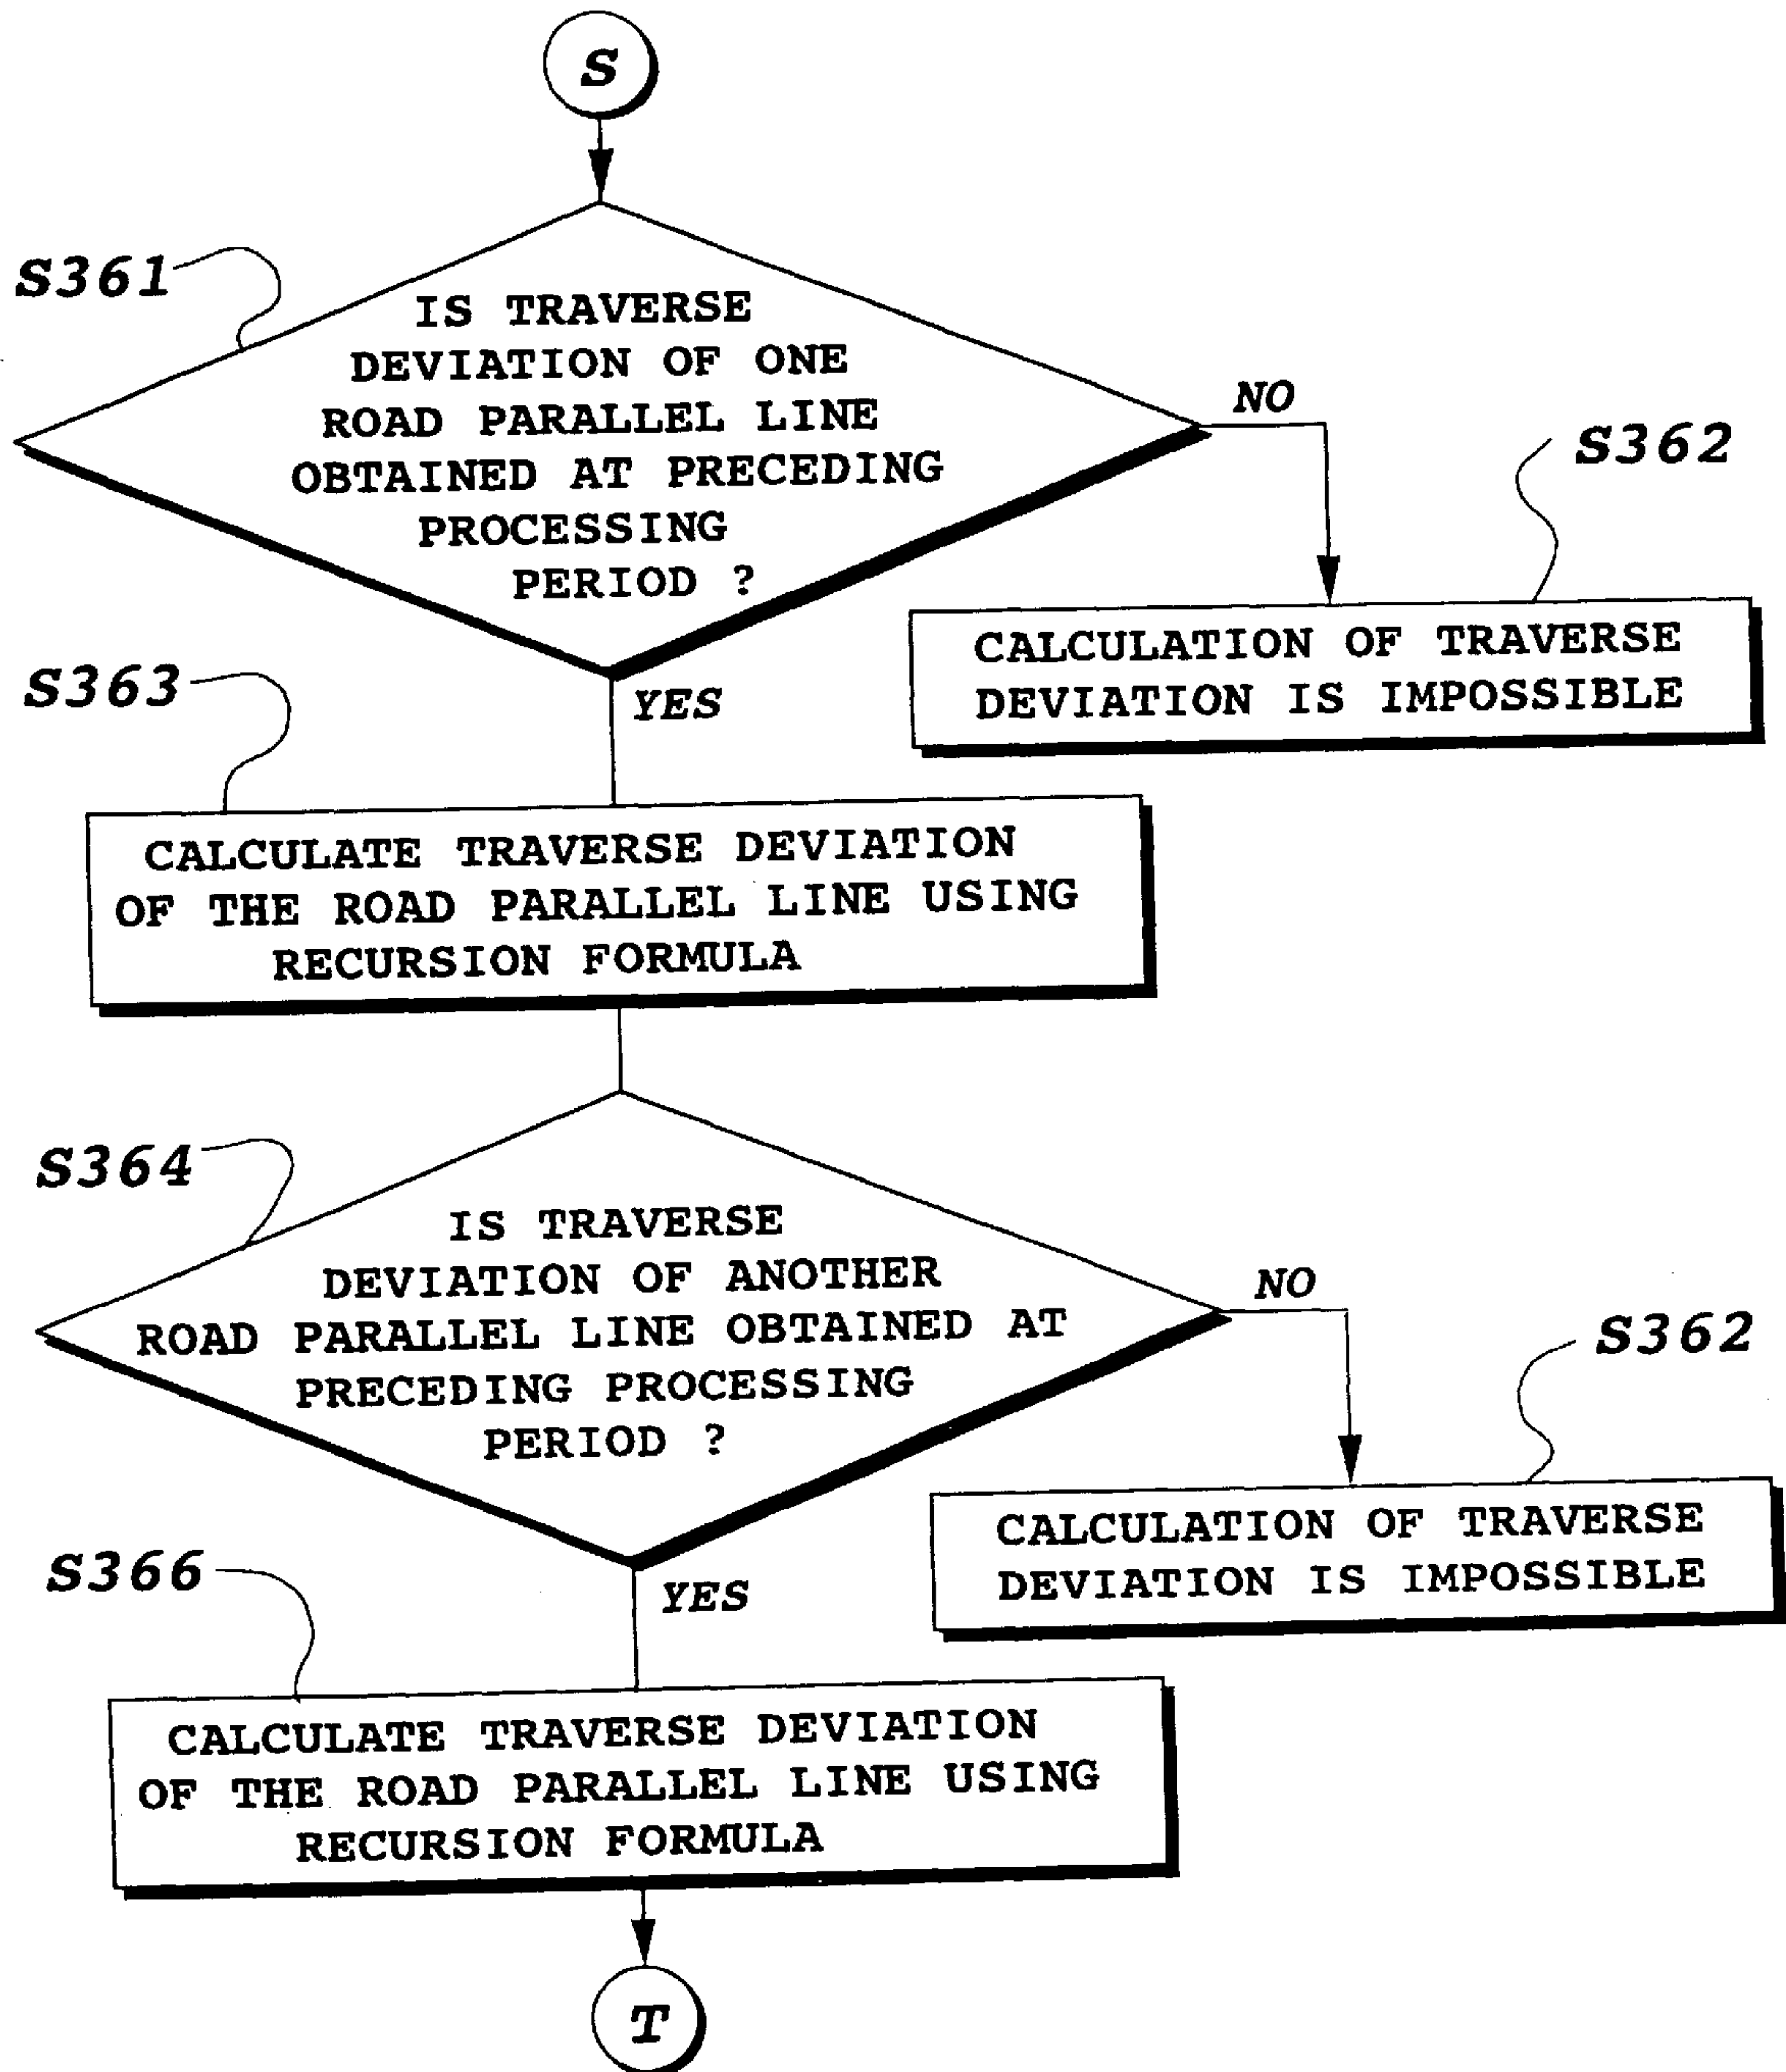 S
S361
IS TRAVERSE
DEVIATION OF ONE
ROAD PARALLEL LINE
OBTAINED AT PRECEDING
PROCESSING
PERIOD ?
NO
S362
CALCULATION OF TRAVERSE
DEVIATION IS IMPOSSIBLE
YES
S363
CALCULATE TRAVERSE DEVIATION
OF THE ROAD PARALLEL LINE USING
RECURSION FORMULA
S364
IS TRAVERSE
DEVIATION OF ANOTHER
ROAD PARALLEL LINE OBTAINED AT
PRECEDING PROCESSING
PERIOD ?
NO
S362
CALCULATION OF TRAVERSE
DEVIATION IS IMPOSSIBLE
YES
S366
CALCULATE TRAVERSE DEVIATION
OF THE ROAD PARALLEL LINE USING
RECURSION FORMULA
T